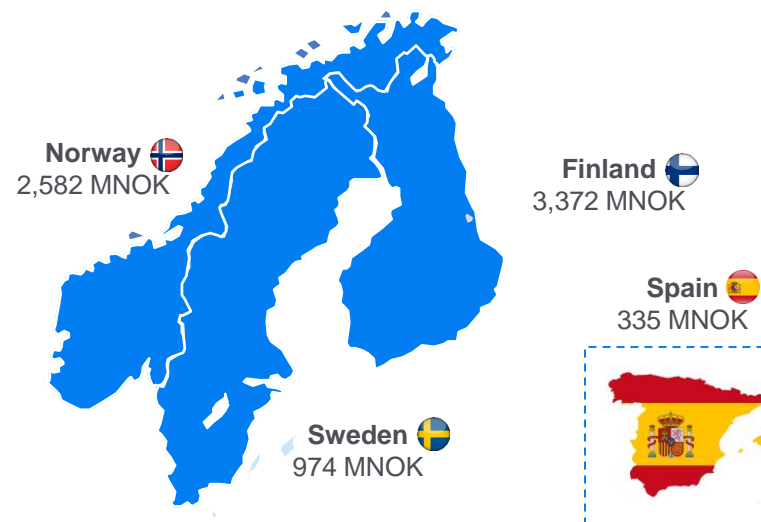 Norway
2,582 MNOK
Finland
3,372 MNOK
Spain
335 MNOK
Sweden
974 MNOK